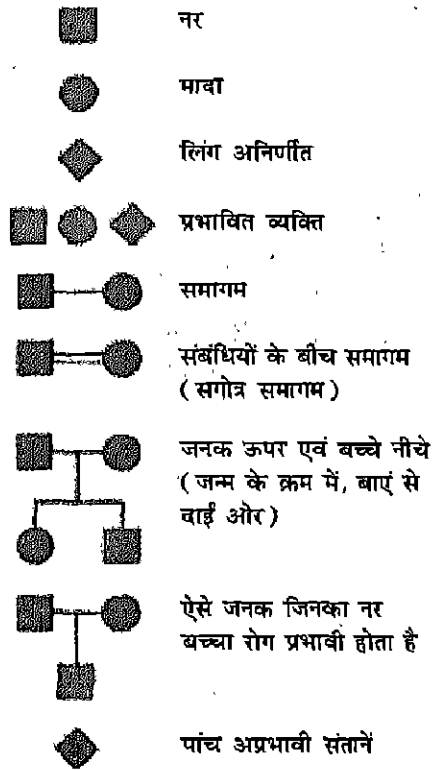 नर
मादा
लिंग अनिर्णीत
प्रभावित व्यक्ति
समागम
संबंधियों के बीच समागम
( सगोत्र समागम )
जनक ऊपर एवं बच्चे नीचे
( जन्म के क्रम में, बाएं से
दाईं ओर )
ऐसे जनक जिनका नर
बच्चा रोग प्रभावी होता है
पांच अप्रभावी संतानें